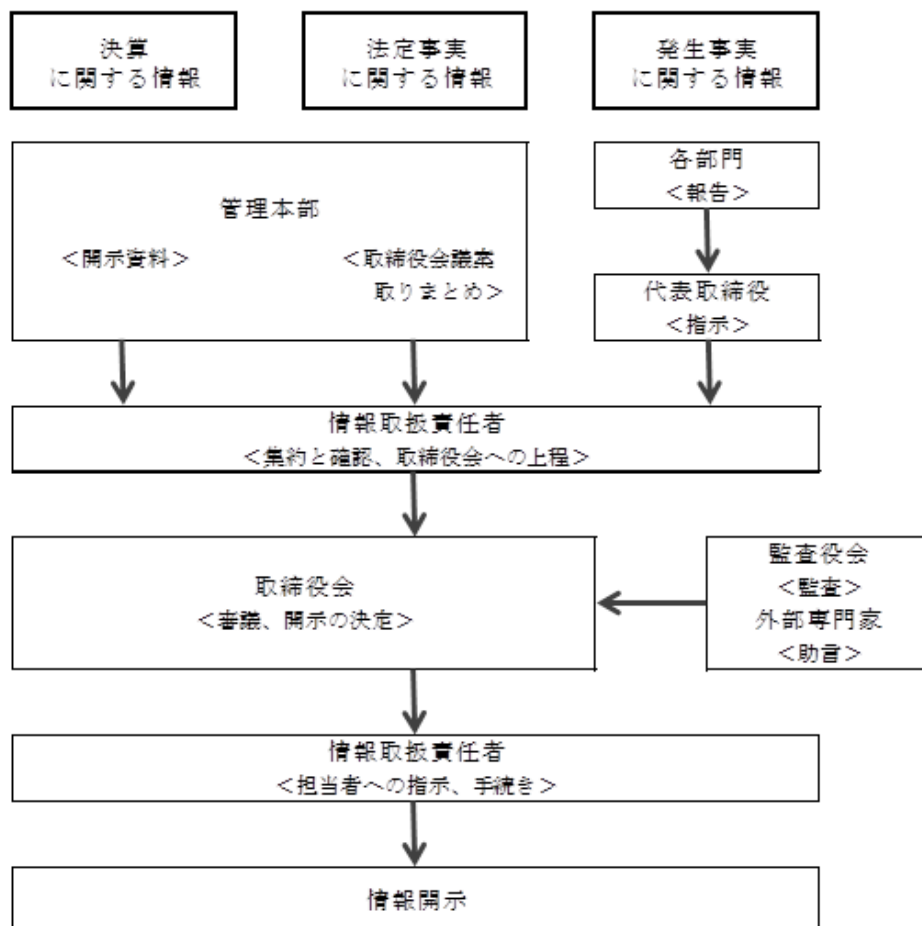 決算
に関する情報
法定事実
に関する情報
発生事実
に関する情報
管理本部
＜開示資料＞
＜取締役会議案
取りまとめ＞
各部門
＜報告＞
代表取締役
＜指示＞
情報取扱責任者
＜集約と確認、取締役会への上程＞
取締役会
＜審議、開示の決定＞
監査役会
＜監査＞
外部専門家
＜助言＞
情報取扱責任者
＜担当者への指示、手続き＞
情報開示